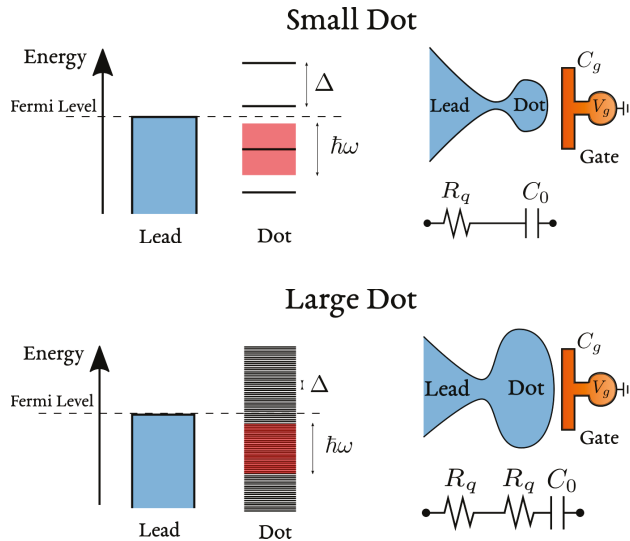 Small Dot
Energy
Fermi Level
Δ
ħω
Lead
Dot
Lead
Dot
C_g
V_g
Gate
R_q
C_0
Large Dot
Energy
Fermi Level
Δ
ħω
Lead
Dot
Lead
Dot
C_g
V_g
Gate
R_q
R_q
C_0